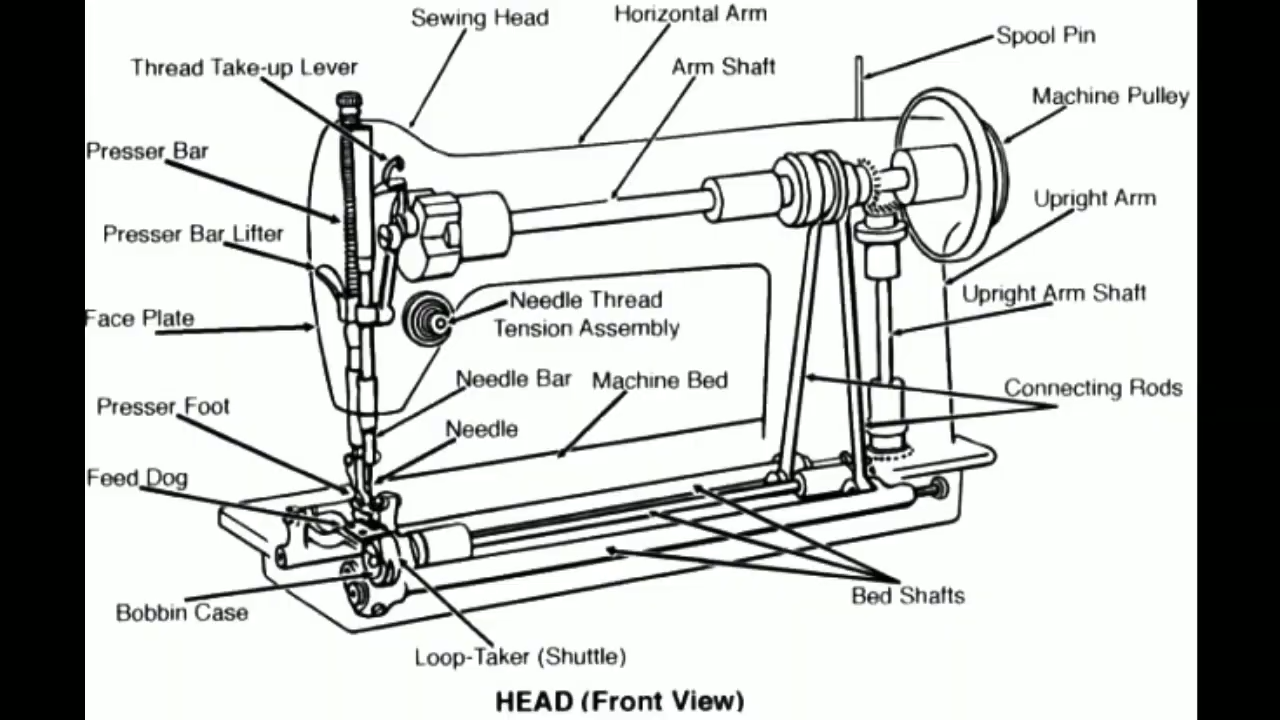 Sewing Head
Horizontal Arm
Spool Pin
Thread Take-up Lever
Arm Shaft
Machine Pulley
Presser Bar
Upright Arm
Presser Bar Lifter
Upright Arm Shaft
Face Plate
Needle Thread
Tension Assembly
Needle Bar
Machine Bed
Connecting Rods
Presser Foot
Needle
Feed Dog
Bed Shafts
Bobbin Case
Loop-Taker (Shuttle)
HEAD (Front View)